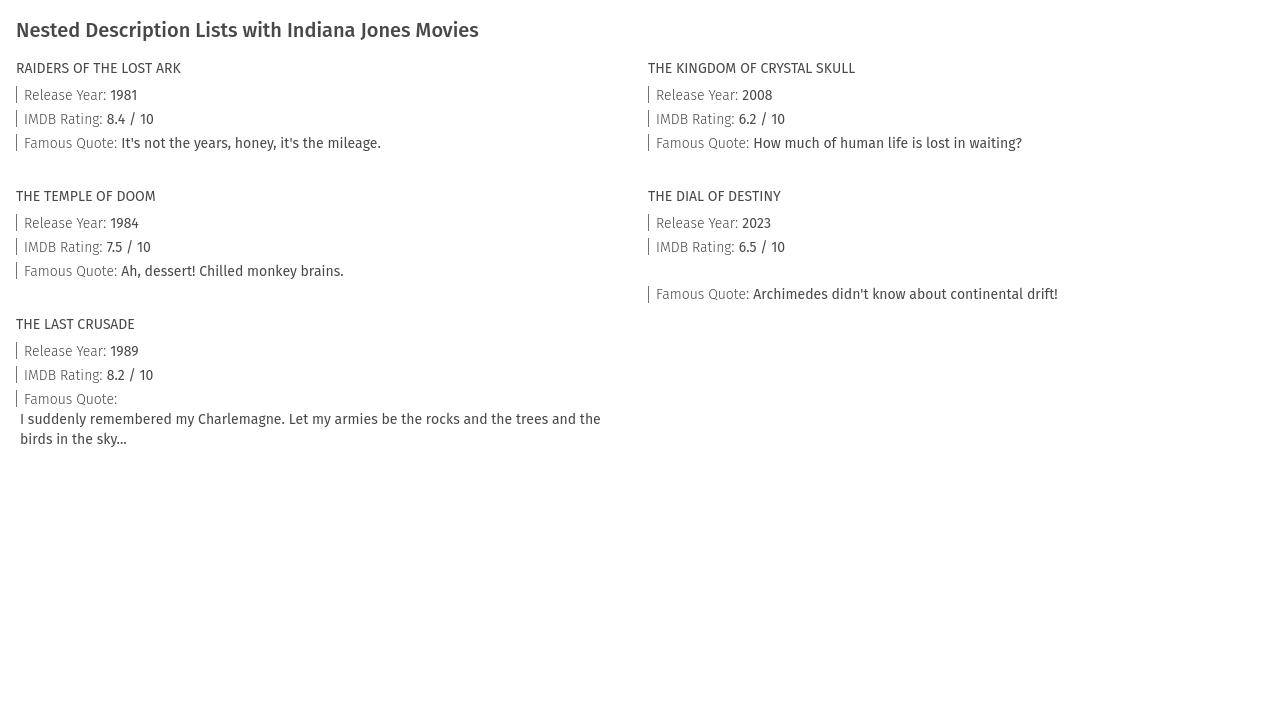 Nested Description Lists with Indiana Jones Movies
RAIDERS OF THE LOST ARK
Release Year: 1981
IMDB Rating: 8.4 / 10
Famous Quote: It's not the years, honey, it's the mileage.
THE TEMPLE OF DOOM
Release Year: 1984
IMDB Rating: 7.5 / 10
Famous Quote: Ah, dessert! Chilled monkey brains.
THE LAST CRUSADE
Release Year: 1989
IMDB Rating: 8.2 / 10
Famous Quote:
I suddenly remembered my Charlemagne. Let my armies be the rocks and the trees and the
birds in the sky...
THE KINGDOM OF CRYSTAL SKULL
Release Year: 2008
IMDB Rating: 6.2 / 10
Famous Quote: How much of human life is lost in waiting?
THE DIAL OF DESTINY
Release Year: 2023
IMDB Rating: 6.5 / 10
Famous Quote: Archimedes didn't know about continental drift!